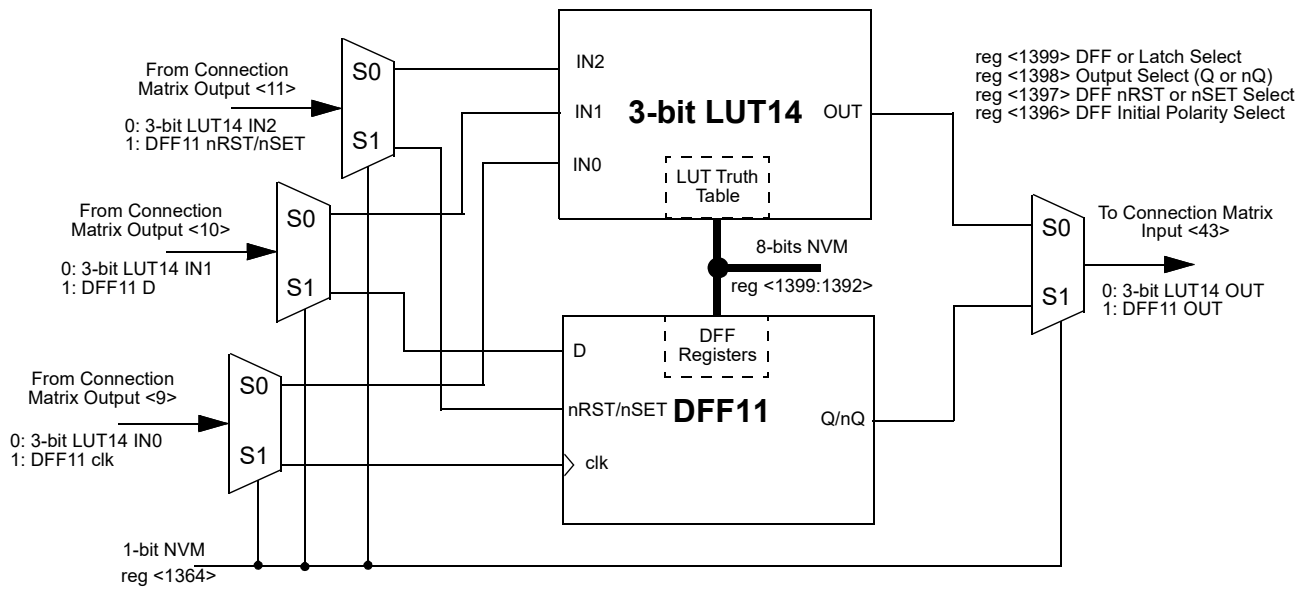 From Connection
Matrix Output <11>
0: 3-bit LUT14 IN2
1: DFF11 nRST/nSET
S0
S1
From Connection
Matrix Output <10>
0: 3-bit LUT14 IN1
1: DFF11 D
S0
S1
From Connection
Matrix Output <9>
0: 3-bit LUT14 IN0
1: DFF11 clk
S0
S1
1-bit NVM
reg <1364>
IN2
IN1
IN0
3-bit LUT14
OUT
LUT Truth
Table
8-bits NVM
reg <1399:1392>
DFF
Registers
D
nRST/nSET
DFF11
Q/nQ
clk
reg <1399> DFF or Latch Select
reg <1398> Output Select (Q or nQ)
reg <1397> DFF nRST or nSET Select
reg <1396> DFF Initial Polarity Select
S0
S1
To Connection Matrix
Input <43>
0: 3-bit LUT14 OUT
1: DFF11 OUT